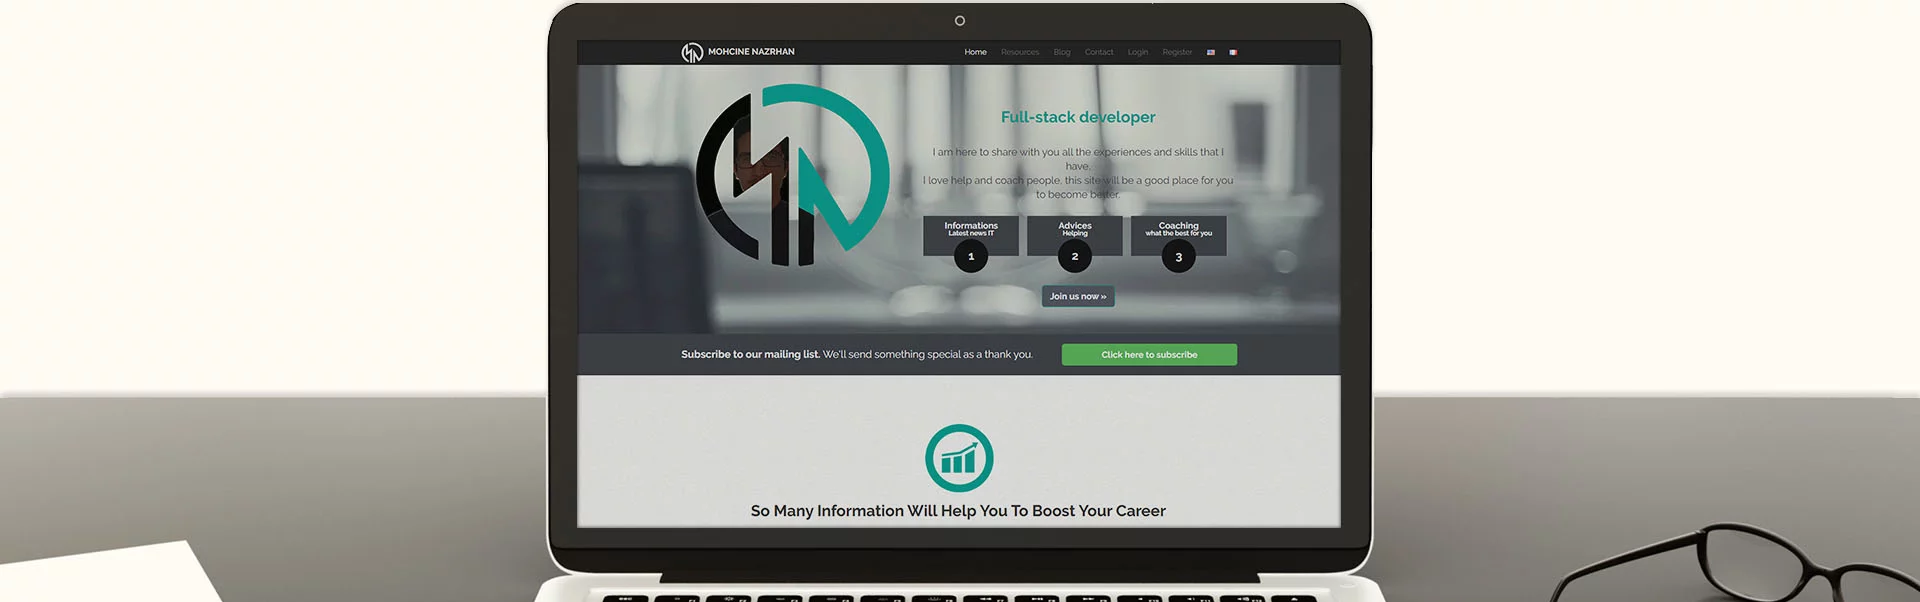 MOHCINE NAZRHAN
Home Resources Blog Contact Login Register
Full-stack developer
I am here to share with you all the experiences and skills that I
have.
I love help and coach people, this site will be a good place for you
to become better.
Informations
Latest news IT
1
Advices
Helping
2
Coaching
what the best for you
3
Join us now »
Subscribe to our mailing list. We'll send something special as a thank you.
Click here to subscribe
So Many Information Will Help You To Boost Your Career